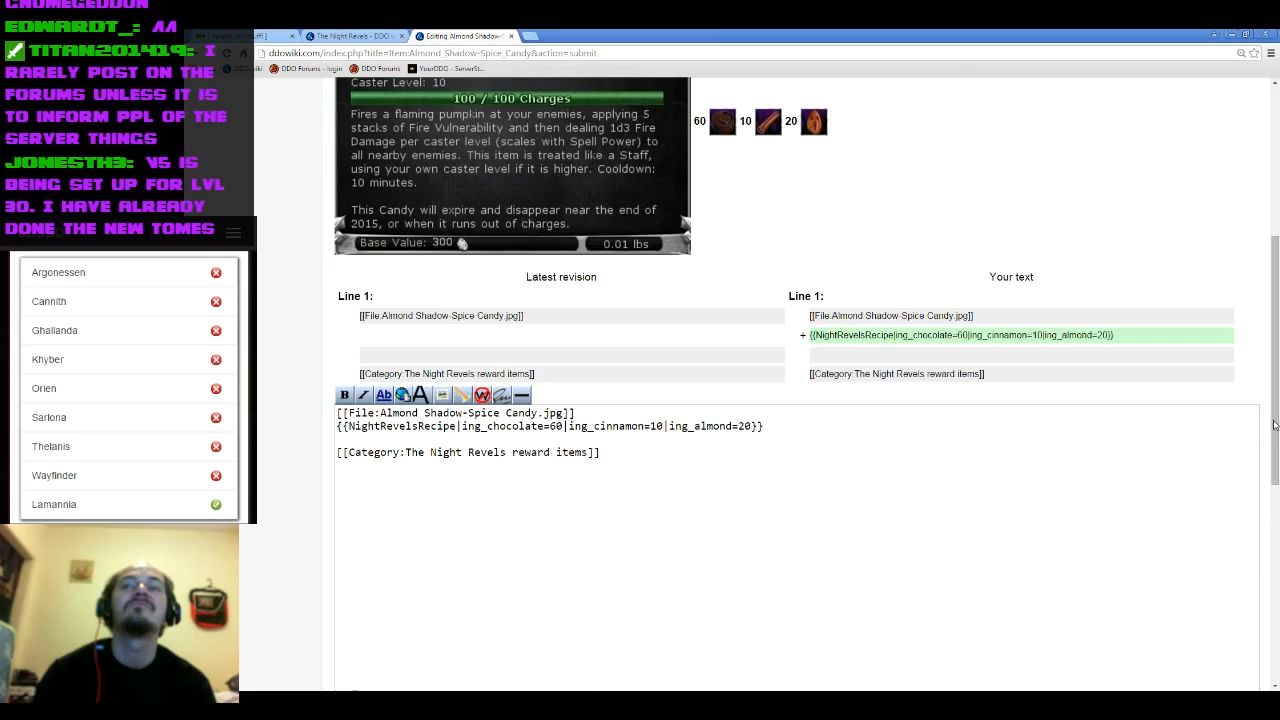 GNOMEGEDDON
EDWARDT_: ^^
TITAN201419: I
RARELY POST ON THE
FORUMS UNLESS IT IS
TO INFORM PPL OF THE
SERVER THINGS
JONESTH3: V5 IS
BEING SET UP FOR LVL
30. I HAVE ALREADY
DONE THE NEW TOMES
Argonessen
Cannith
Ghallanda
Khyber
Orien
Sarlona
Thelanis
Wayfinder
Lamannia
The Night Revels - DDO w
Editing Almond Shadow-S
ddowiki.com/index.php?title=Item:Almond_Shadow-Spice_Candy&action=submit
DDO Forums - login
DDO Forums
YourDDO - ServerSt...
Caster Level: 10
100 / 100 Charges
Fires a flaming pumpkin at your enemies, applying 5
stacks of Fire Vulnerability and then dealing 1d3 Fire
Damage per caster level (scales with Spell Power) to
all nearby enemies. This item is treated like a Staff,
using your own caster level if it is higher. Cooldown:
10 minutes.
This Candy will expire and disappear near the end of
2015, or when it runs out of charges.
Base Value: 300
0.01 lbs
60 10 20
Latest revision
Your text
Line 1:
Line 1:
[[File:Almond Shadow-Spice Candy.jpg]]
[[File:Almond Shadow-Spice Candy.jpg]]
+ {{NightRevelsRecipe|ing_chocolate=60|ing_cinnamon=10|ing_almond=20}}
[[Category:The Night Revels reward items]]
[[Category:The Night Revels reward items]]
B I Ab A W
[[File:Almond Shadow-Spice Candy.jpg]]
{{NightRevelsRecipe|ing_chocolate=60|ing_cinnamon=10|ing_almond=20}}
[[Category:The Night Revels reward items]]